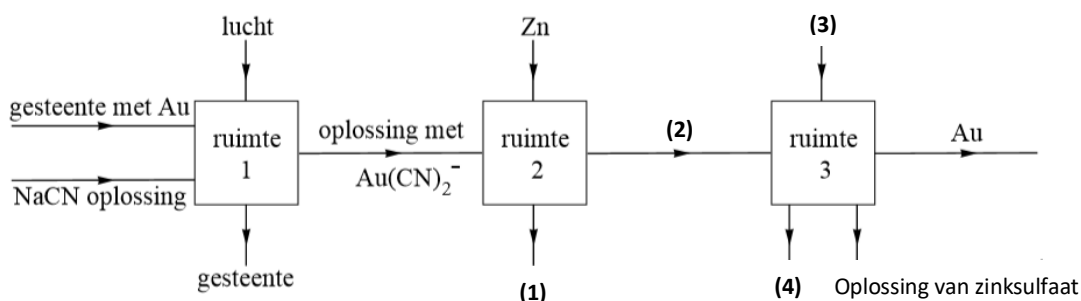 lucht
Zn
(3)
gesteente met Au
NaCN oplossing
ruimte
1
oplossing met
Au(CN)₂⁻
ruimte
2
(2)
ruimte
3
Au
gesteente
(1)
(4)
Oplossing van zinksulfaat